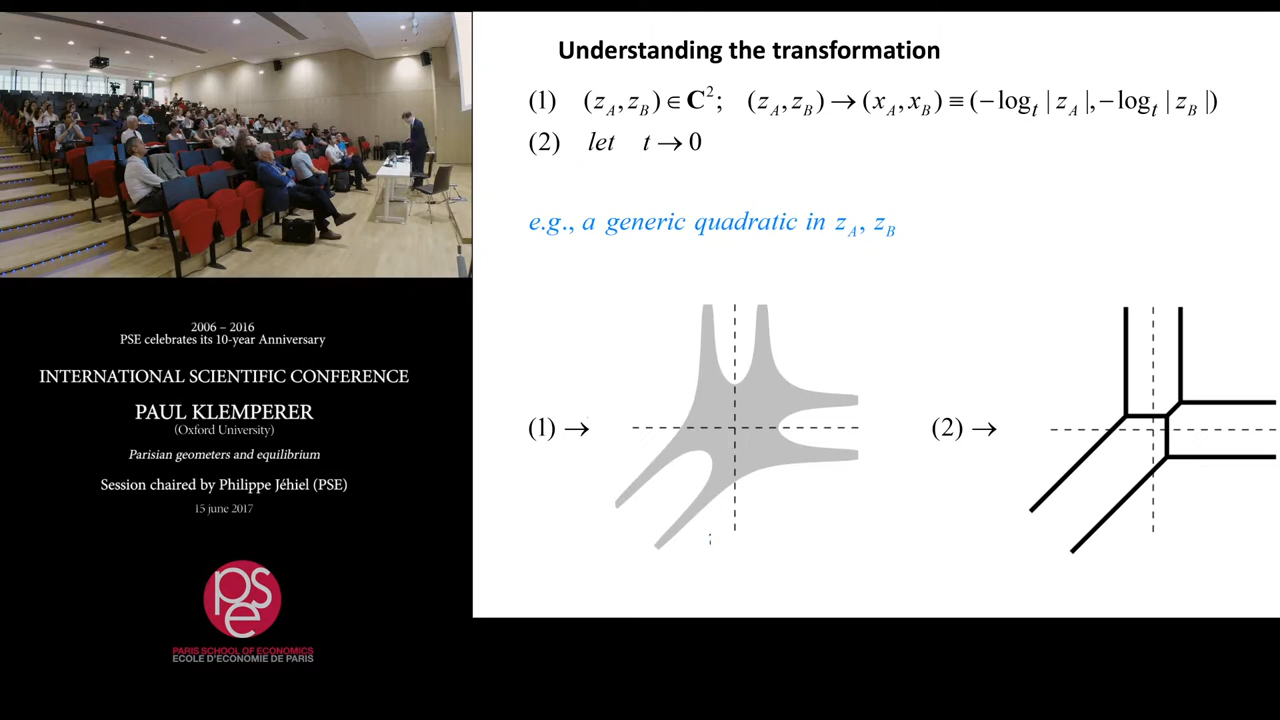 Understanding the transformation
(1) (z_A, z_B) ∈ C²; (z_A, z_B) → (x_A, x_B) ≡ (−log_t | z_A |, −log_t | z_B |)
(2) let t → 0
e.g., a generic quadratic in z_A, z_B
(1) →
(2) →
2006 – 2016
PSE celebrates its 10-year Anniversary
INTERNATIONAL SCIENTIFIC CONFERENCE
PAUL KLEMPERER
(Oxford University)
Parisian geometers and equilibrium
Session chaired by Philippe Jéhiel (PSE)
15 june 2017
pse
PARIS SCHOOL OF ECONOMICS
ECOLE D'ECONOMIE DE PARIS